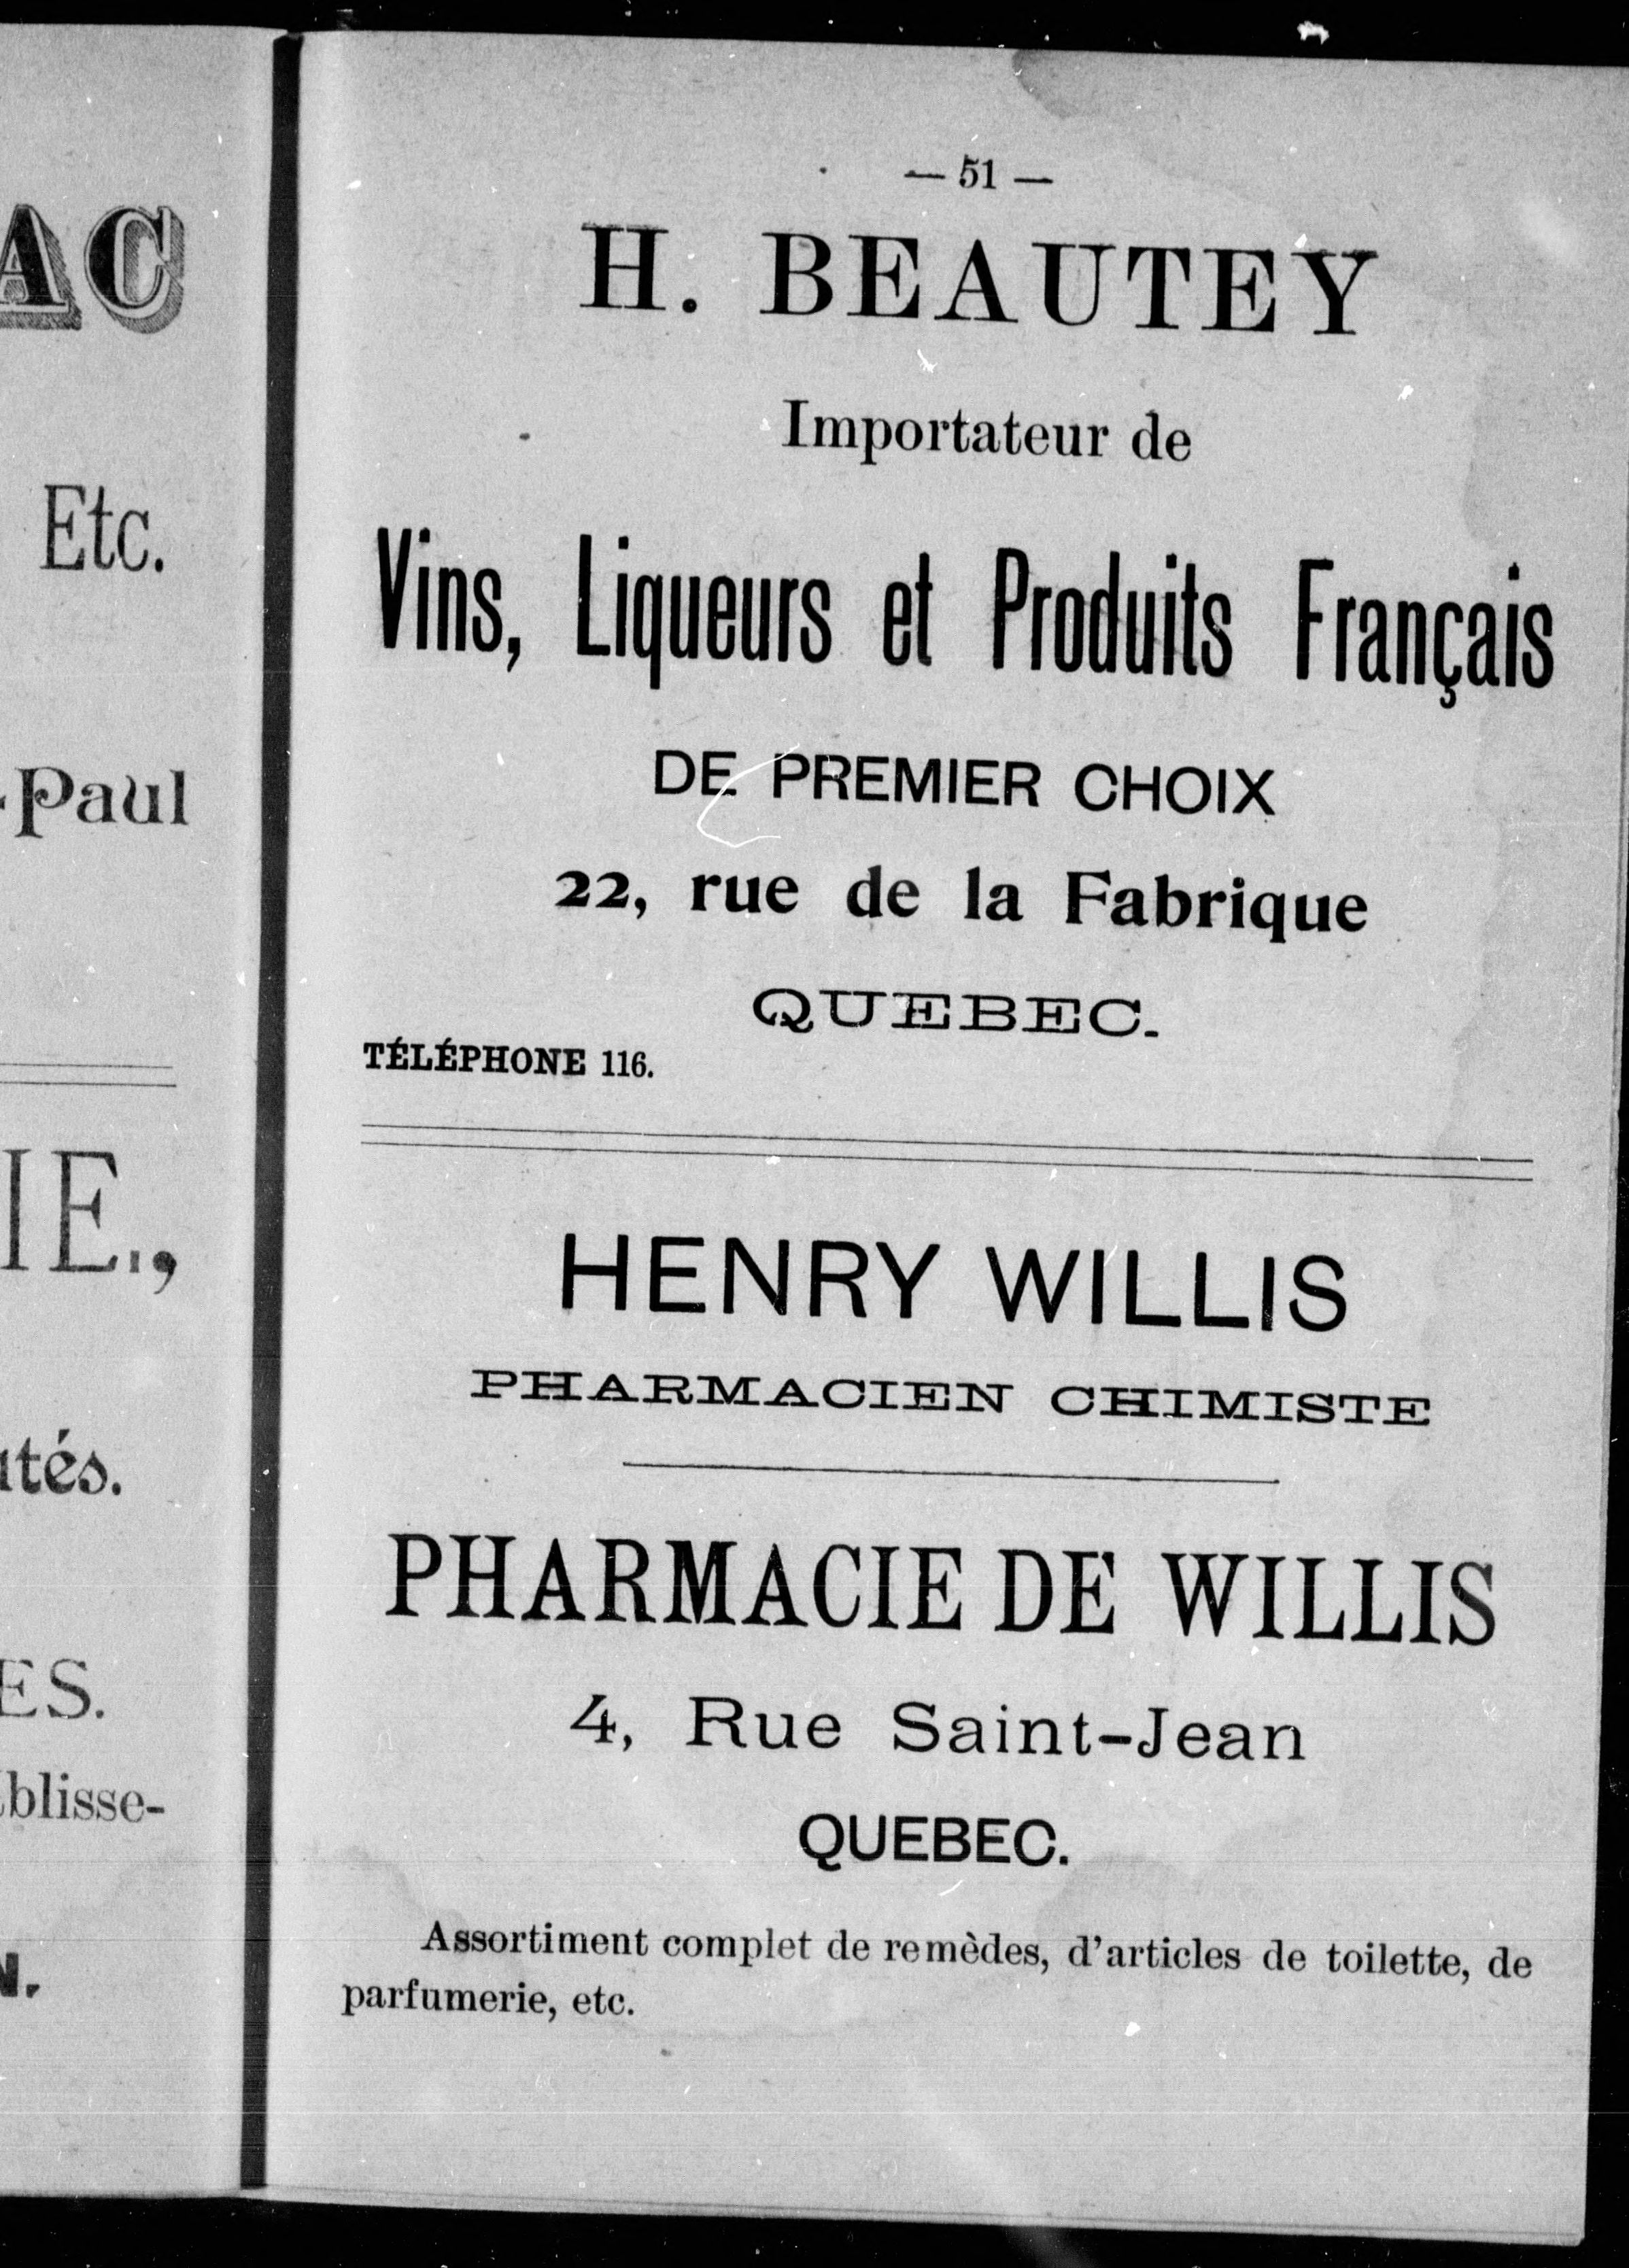 AC
Etc.
Paul
IE.,
tés.
ES.
blisse-
N.
— 51 —
H. BEAUTEY
Importateur de
Vins, Liqueurs et Produits Français
DE PREMIER CHOIX
22, rue de la Fabrique
QUEBEC.
TÉLÉPHONE 116.
HENRY WILLIS
PHARMACIEN CHIMISTE
PHARMACIE DE WILLIS
4, Rue Saint-Jean
QUEBEC.
Assortiment complet de remèdes, d'articles de toilette, de
parfumerie, etc.